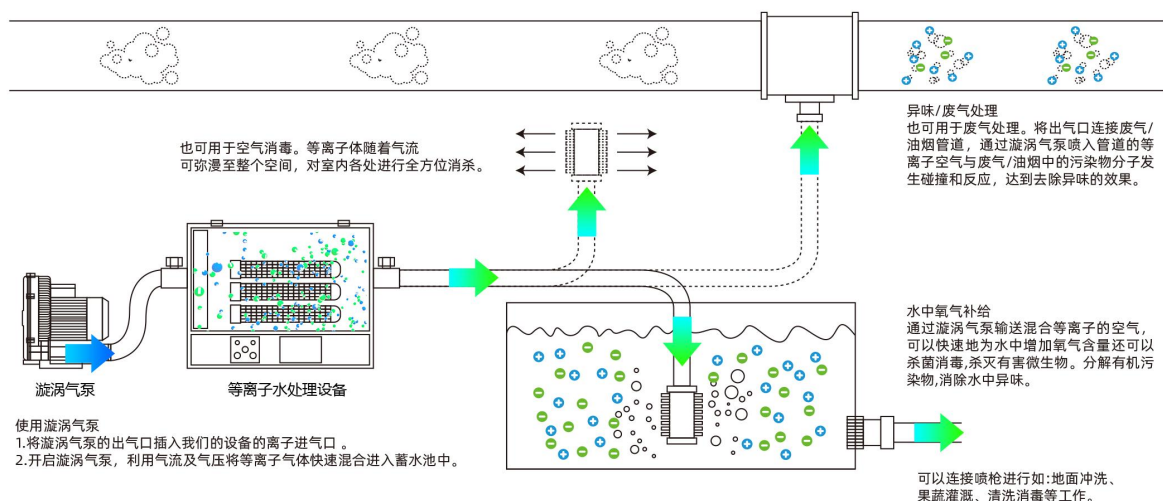 异味/废气处理
也可用于废气处理。将出气口连接废气/
油烟管道，通过漩涡气泵喷入管道的等
离子空气与废气/油烟中的污染物分子发
生碰撞和反应，达到去除异味的效果。
也可用于空气消毒。等离子体随着气流
可弥漫至整个空间，对室内各处进行全方位消杀。
漩涡气泵
等离子水处理设备
水中氧气补给
通过漩涡气泵输送混合等离子的空气，
可以快速地为水中增加氧气含量还可以
杀菌消毒,杀灭有害微生物。分解有机污
染物,消除水中异味。
使用漩涡气泵
1.将漩涡气泵的出气口插入我们的设备的离子进气口 。
2.开启漩涡气泵，利用气流及气压将等离子气体快速混合进入蓄水池中。
可以连接喷枪进行如:地面冲洗、
果蔬灌溉、清洗消毒等工作。